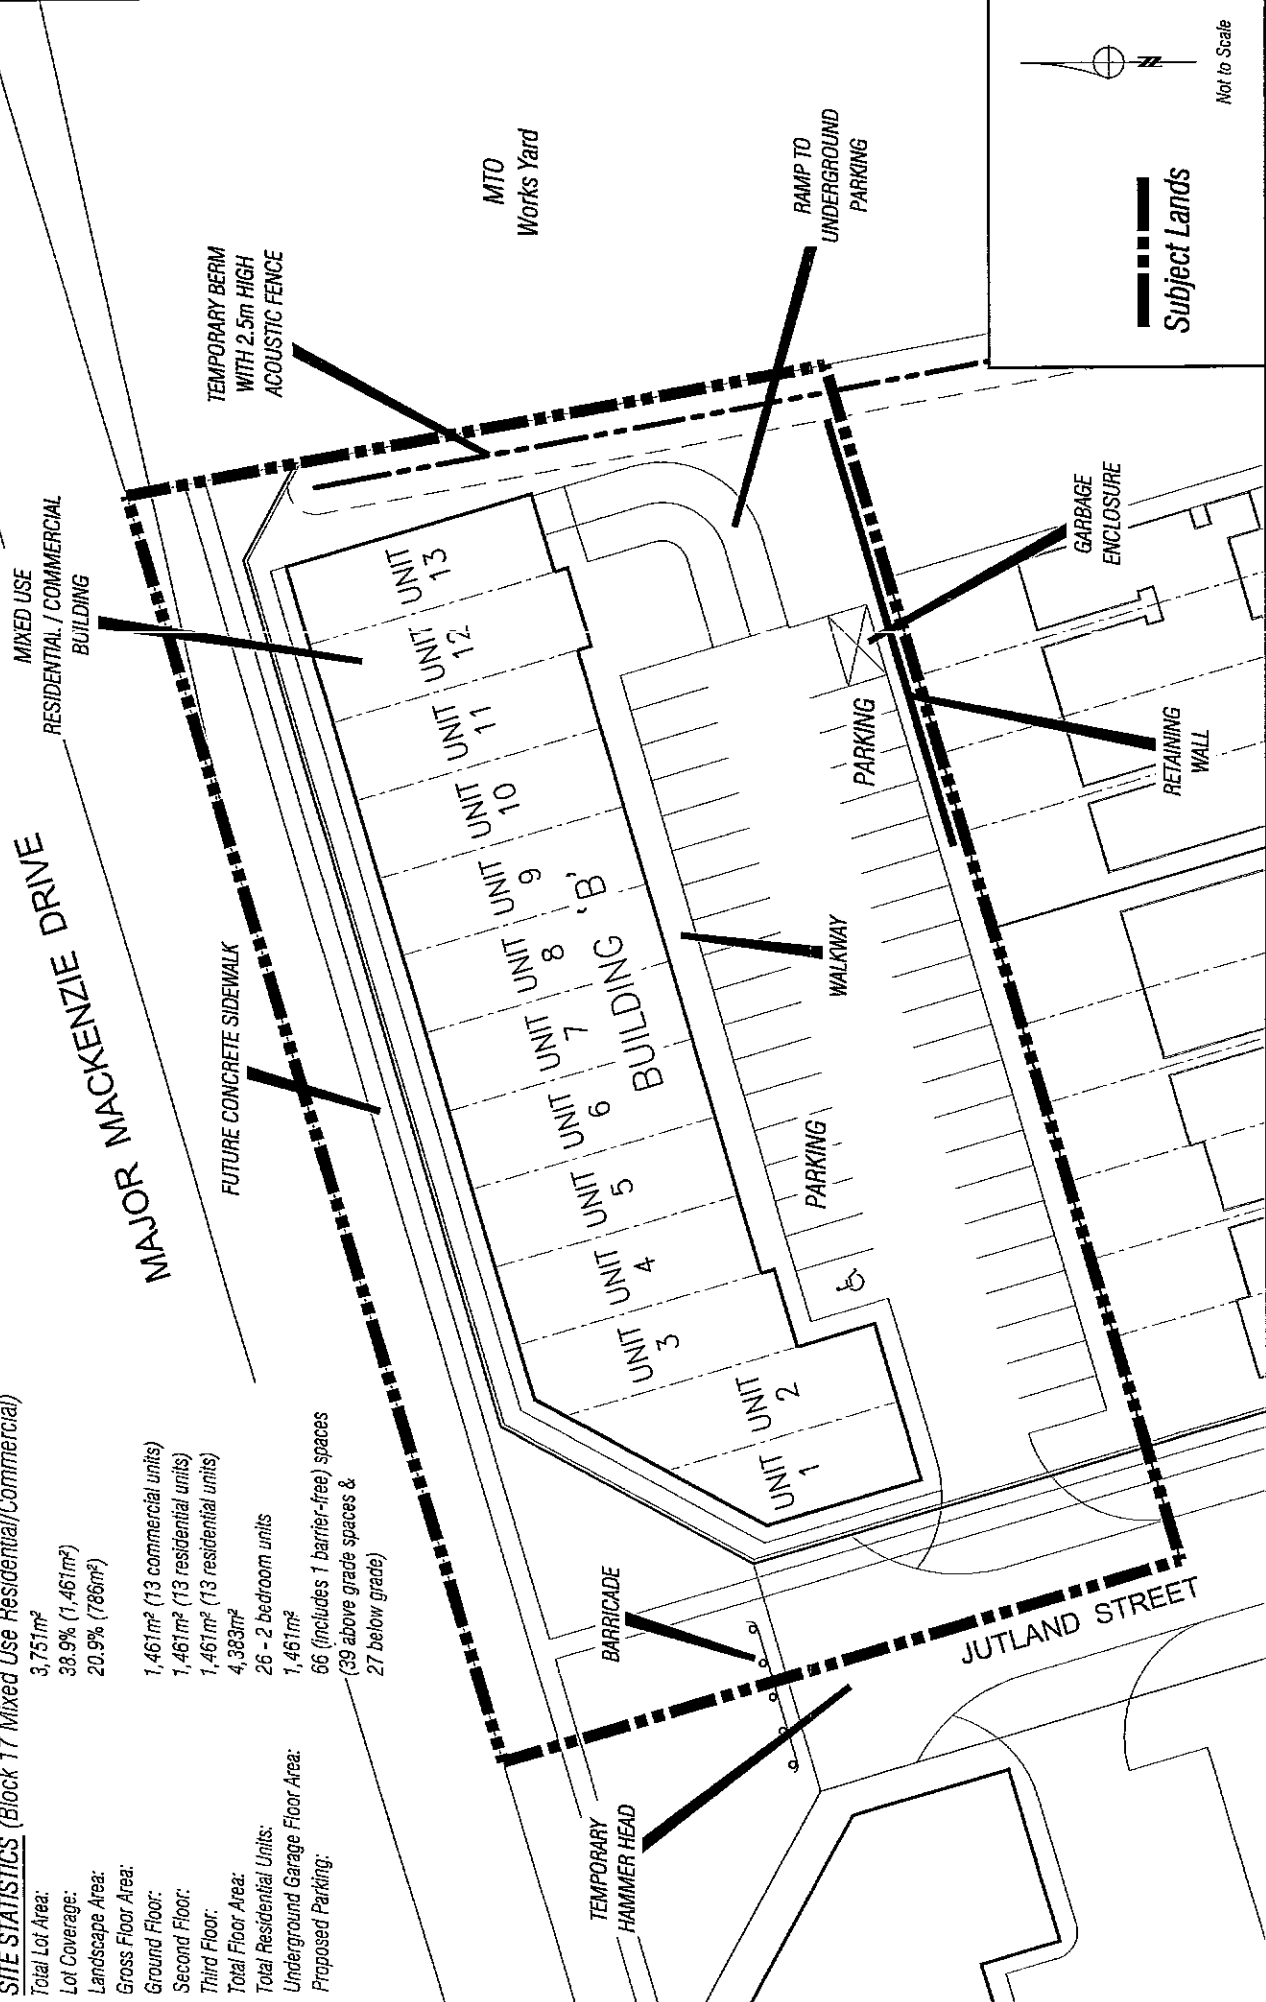 SITE STATISTICS (Block 17 Mixed Use Residential/Commercial)
Total Lot Area: 3,751m²
Lot Coverage: 38.9% (1,461m²)
Landscape Area: 20.9% (786m²)
Gross Floor Area:
Ground Floor: 1,461m² (13 commercial units)
Second Floor: 1,461m² (13 residential units)
Third Floor: 1,461m² (13 residential units)
Total Floor Area: 4,383m²
Total Residential Units: 26 - 2 bedroom units
Underground Garage Floor Area: 1,461m²
Proposed Parking: 66 (includes 1 barrier-free) spaces
(39 above grade spaces &
27 below grade)
MAJOR MACKENZIE DRIVE
MIXED USE
RESIDENTIAL / COMMERCIAL
BUILDING
FUTURE CONCRETE SIDEWALK
TEMPORARY BERM
WITH 2.5m HIGH
ACOUSTIC FENCE
MTO
Works Yard
RAMP TO
UNDERGROUND
PARKING
UNIT
1
UNIT
2
UNIT
3
UNIT
4
UNIT
5
UNIT
6
UNIT
7
UNIT
8
UNIT
9
UNIT
10
UNIT
11
UNIT
12
UNIT
13
BUILDING 'B'
BARRICADE
TEMPORARY
HAMMER HEAD
JUTLAND STREET
PARKING
WALKWAY
PARKING
GARBAGE
ENCLOSURE
RETAINING
WALL
Subject Lands
N
Not to Scale